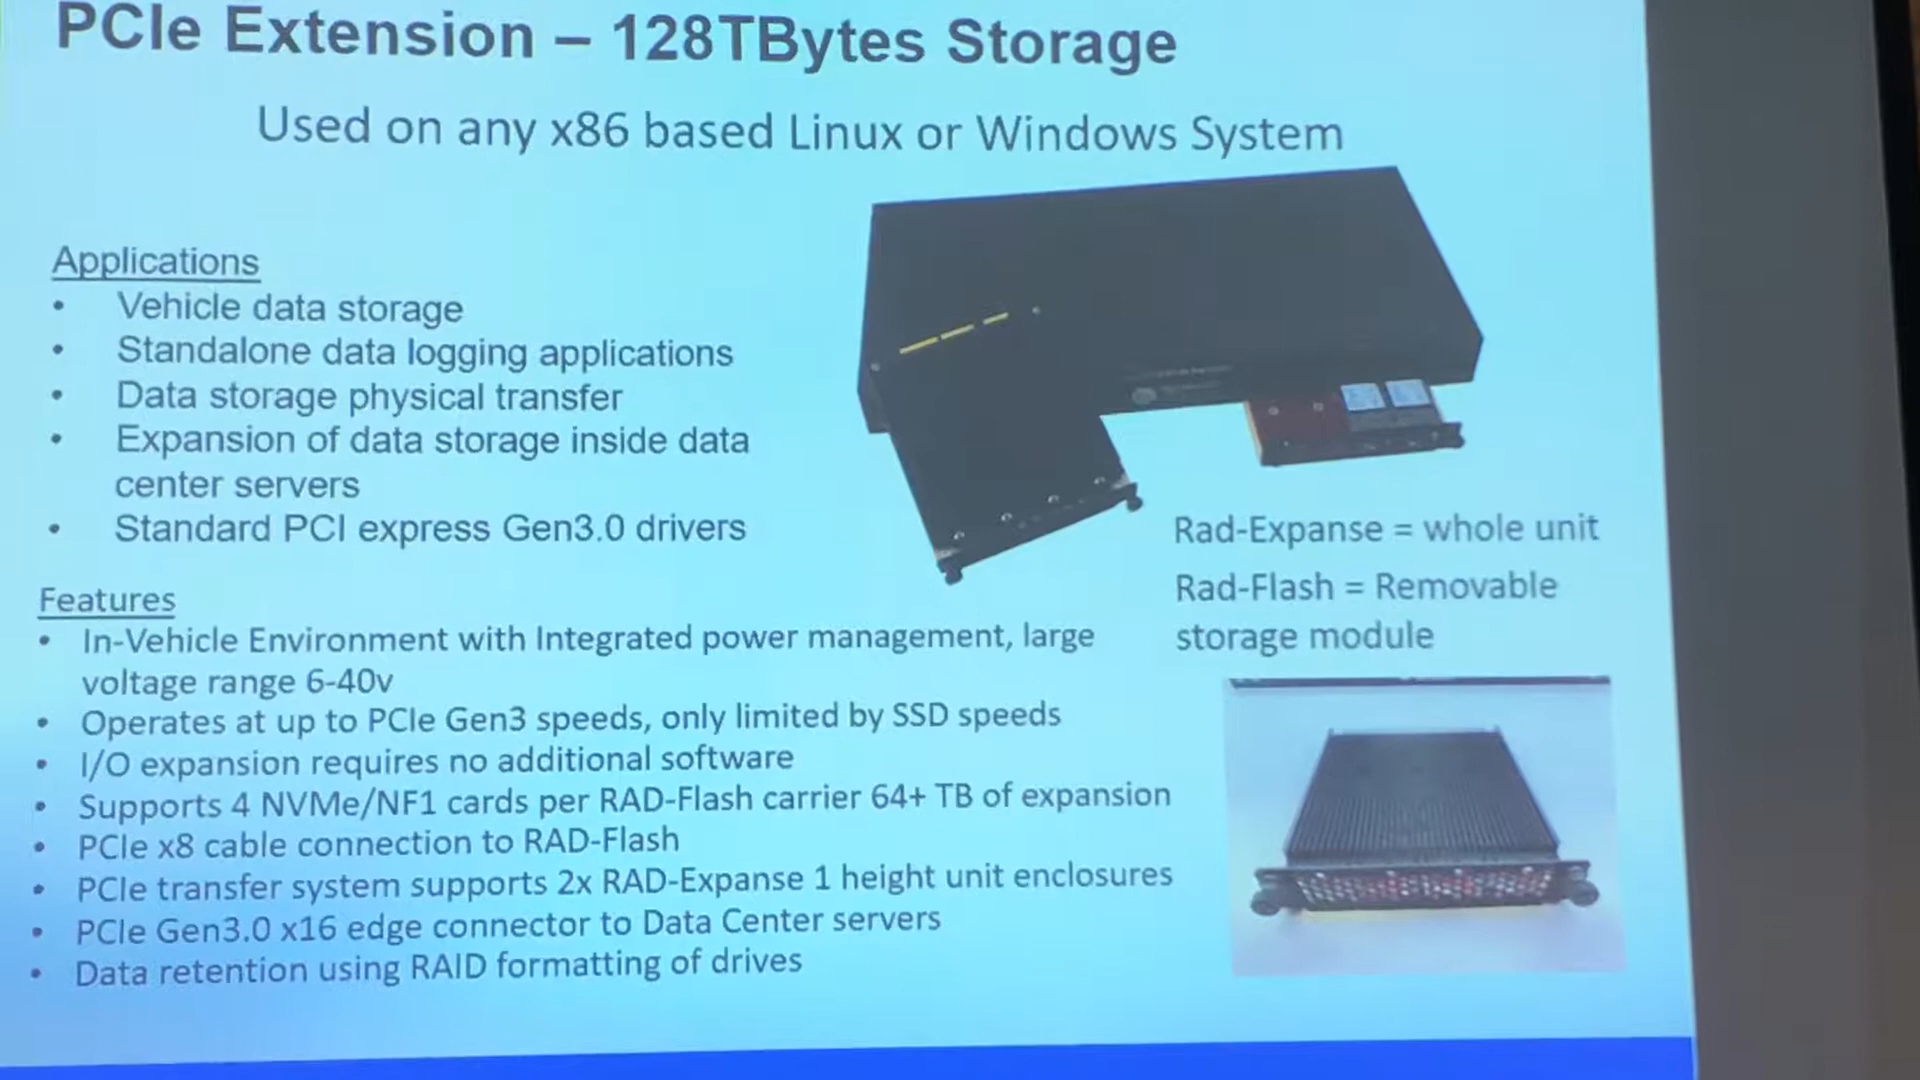 PCIe Extension – 128TBytes Storage
Used on any x86 based Linux or Windows System
Applications
• Vehicle data storage
• Standalone data logging applications
• Data storage physical transfer
• Expansion of data storage inside data
center servers
• Standard PCI express Gen3.0 drivers
Rad-Expanse = whole unit
Rad-Flash = Removable
storage module
Features
• In-Vehicle Environment with Integrated power management, large
voltage range 6-40v
• Operates at up to PCIe Gen3 speeds, only limited by SSD speeds
• I/O expansion requires no additional software
• Supports 4 NVMe/NF1 cards per RAD-Flash carrier 64+ TB of expansion
• PCIe x8 cable connection to RAD-Flash
• PCIe transfer system supports 2x RAD-Expanse 1 height unit enclosures
• PCIe Gen3.0 x16 edge connector to Data Center servers
• Data retention using RAID formatting of drives